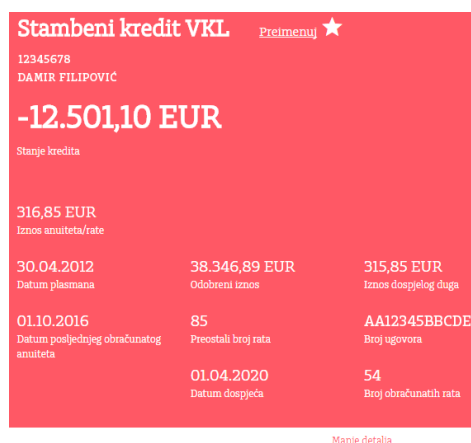 Stambeni kredit VKL Preimenuj
12345678
DAMIR FILIPOVIĆ
-12.501,10 EUR
Stanje kredita
316,85 EUR
Iznos anuiteta/rate
30.04.2012 38.346,89 EUR 315,85 EUR
Datum plasmana Odobreni iznos Iznos dospjelog duga
01.10.2016 85 AA12345BBCDE
Datum posljednjeg obračunatog Preostali broj rata Broj ugovora
anuiteta
01.04.2020 54
Datum dospjeća Broj obračunatih rata
Manje detalja